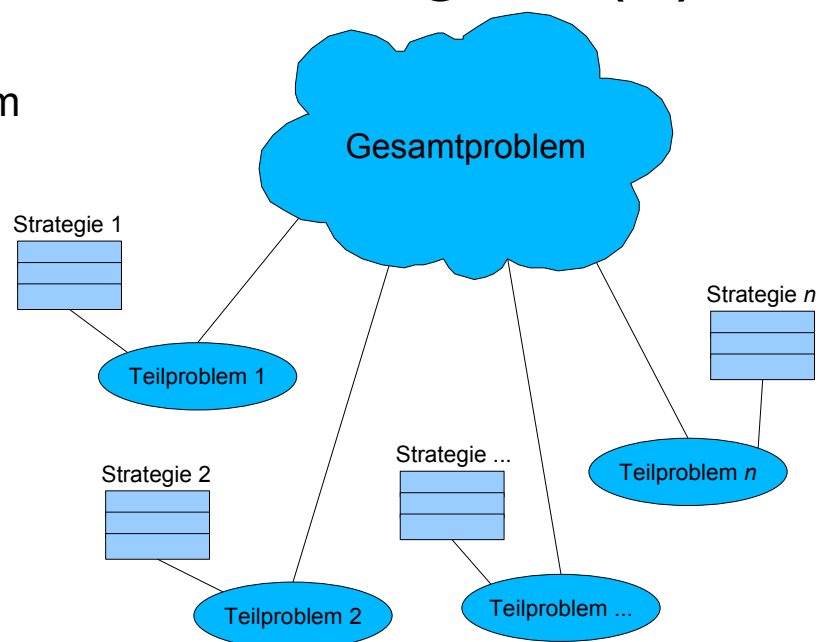 Gesamtproblem
Strategie 1
Teilproblem 1
Strategie n
Teilproblem n
Strategie 2
Teilproblem 2
Strategie ...
Teilproblem ...